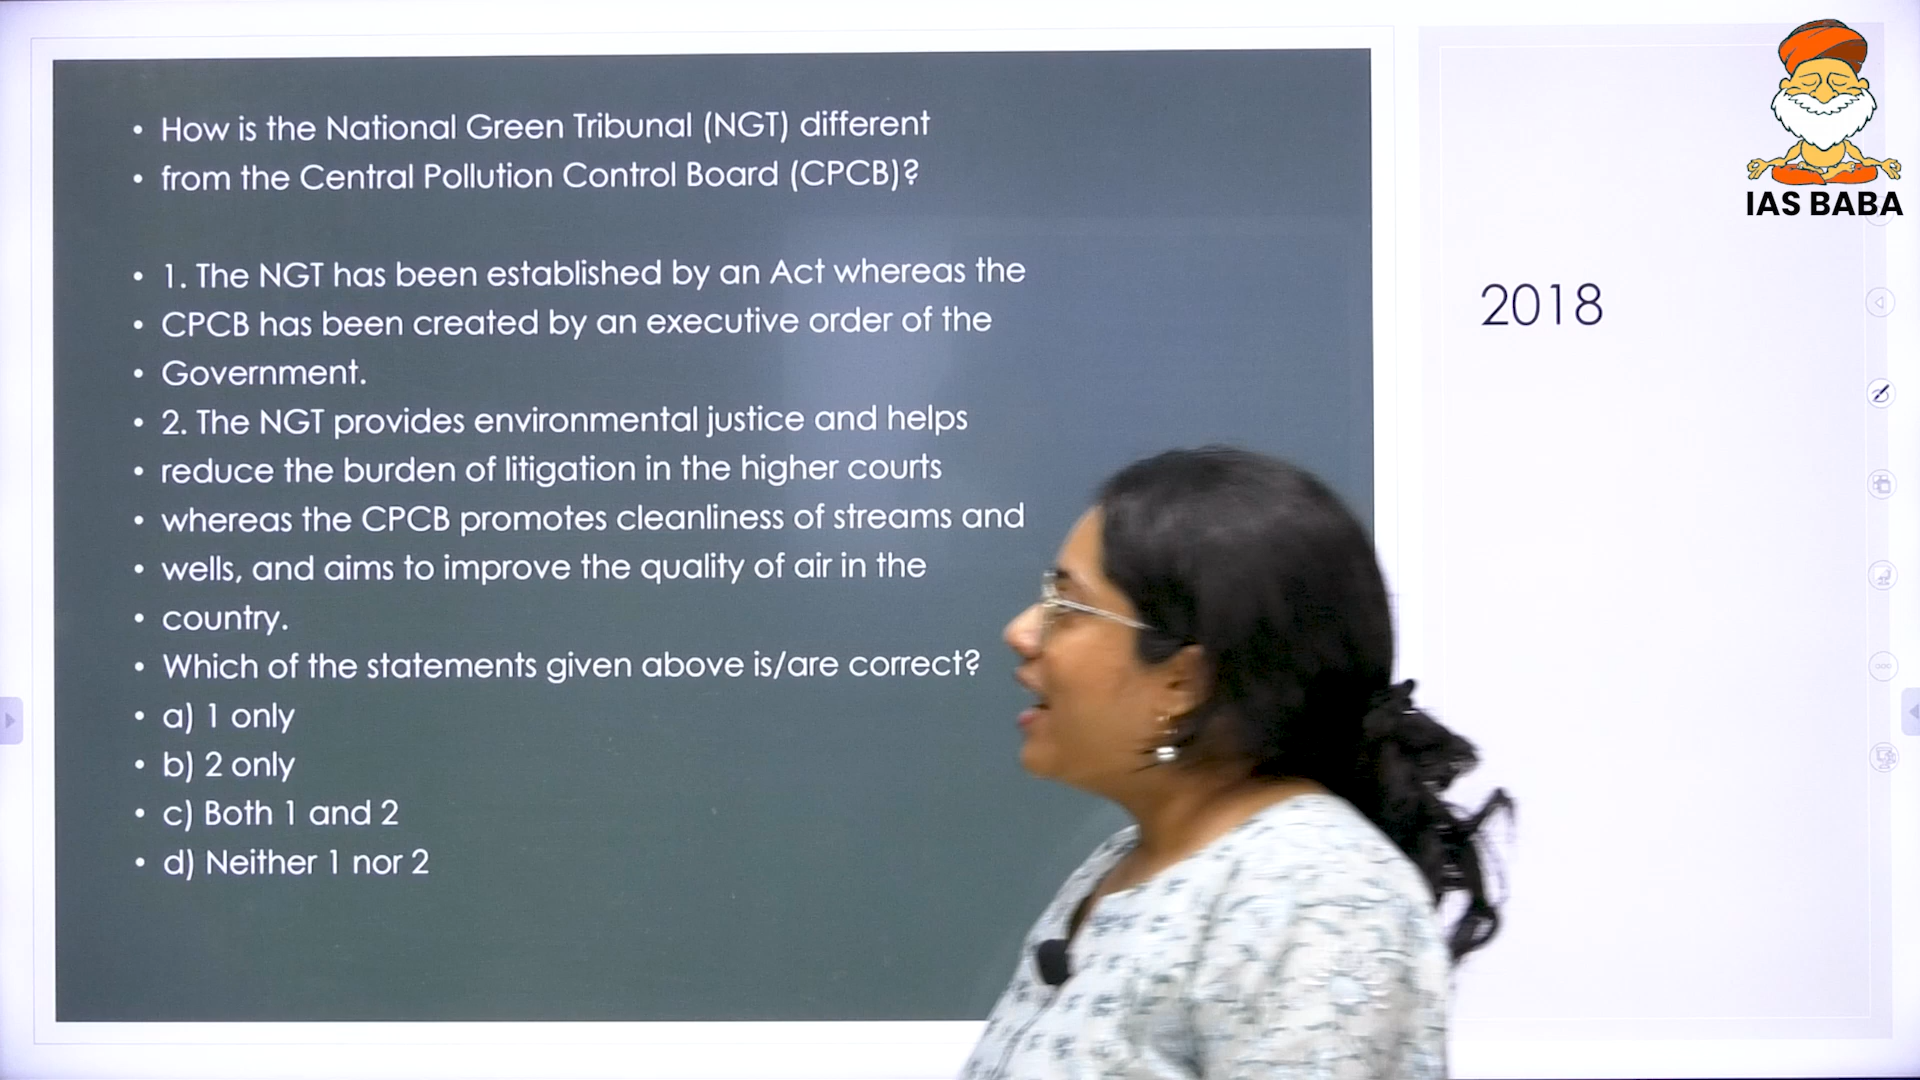 • How is the National Green Tribunal (NGT) different
• from the Central Pollution Control Board (CPCB)?
• 1. The NGT has been established by an Act whereas the
• CPCB has been created by an executive order of the
• Government.
• 2. The NGT provides environmental justice and helps
• reduce the burden of litigation in the higher courts
• whereas the CPCB promotes cleanliness of streams and
• wells, and aims to improve the quality of air in the
• country.
• Which of the statements given above is/are correct?
• a) 1 only
• b) 2 only
• c) Both 1 and 2
• d) Neither 1 nor 2
IAS BABA
2018